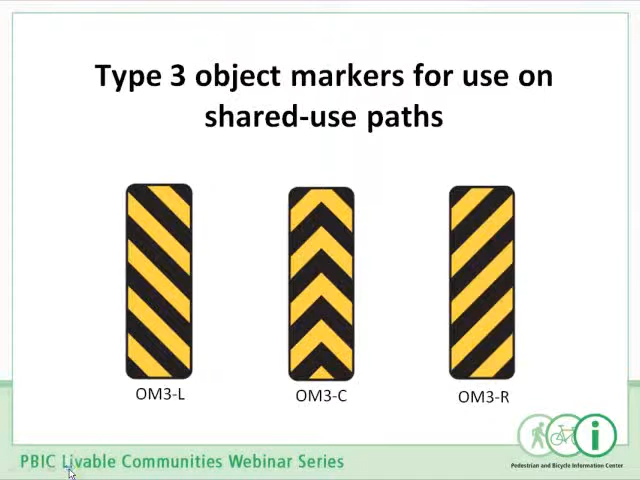 Type 3 object markers for use on
shared-use paths
OM3-L
OM3-C
OM3-R
PBIC Livable Communities Webinar Series
i
Pedestrian and Bicycle Information Center